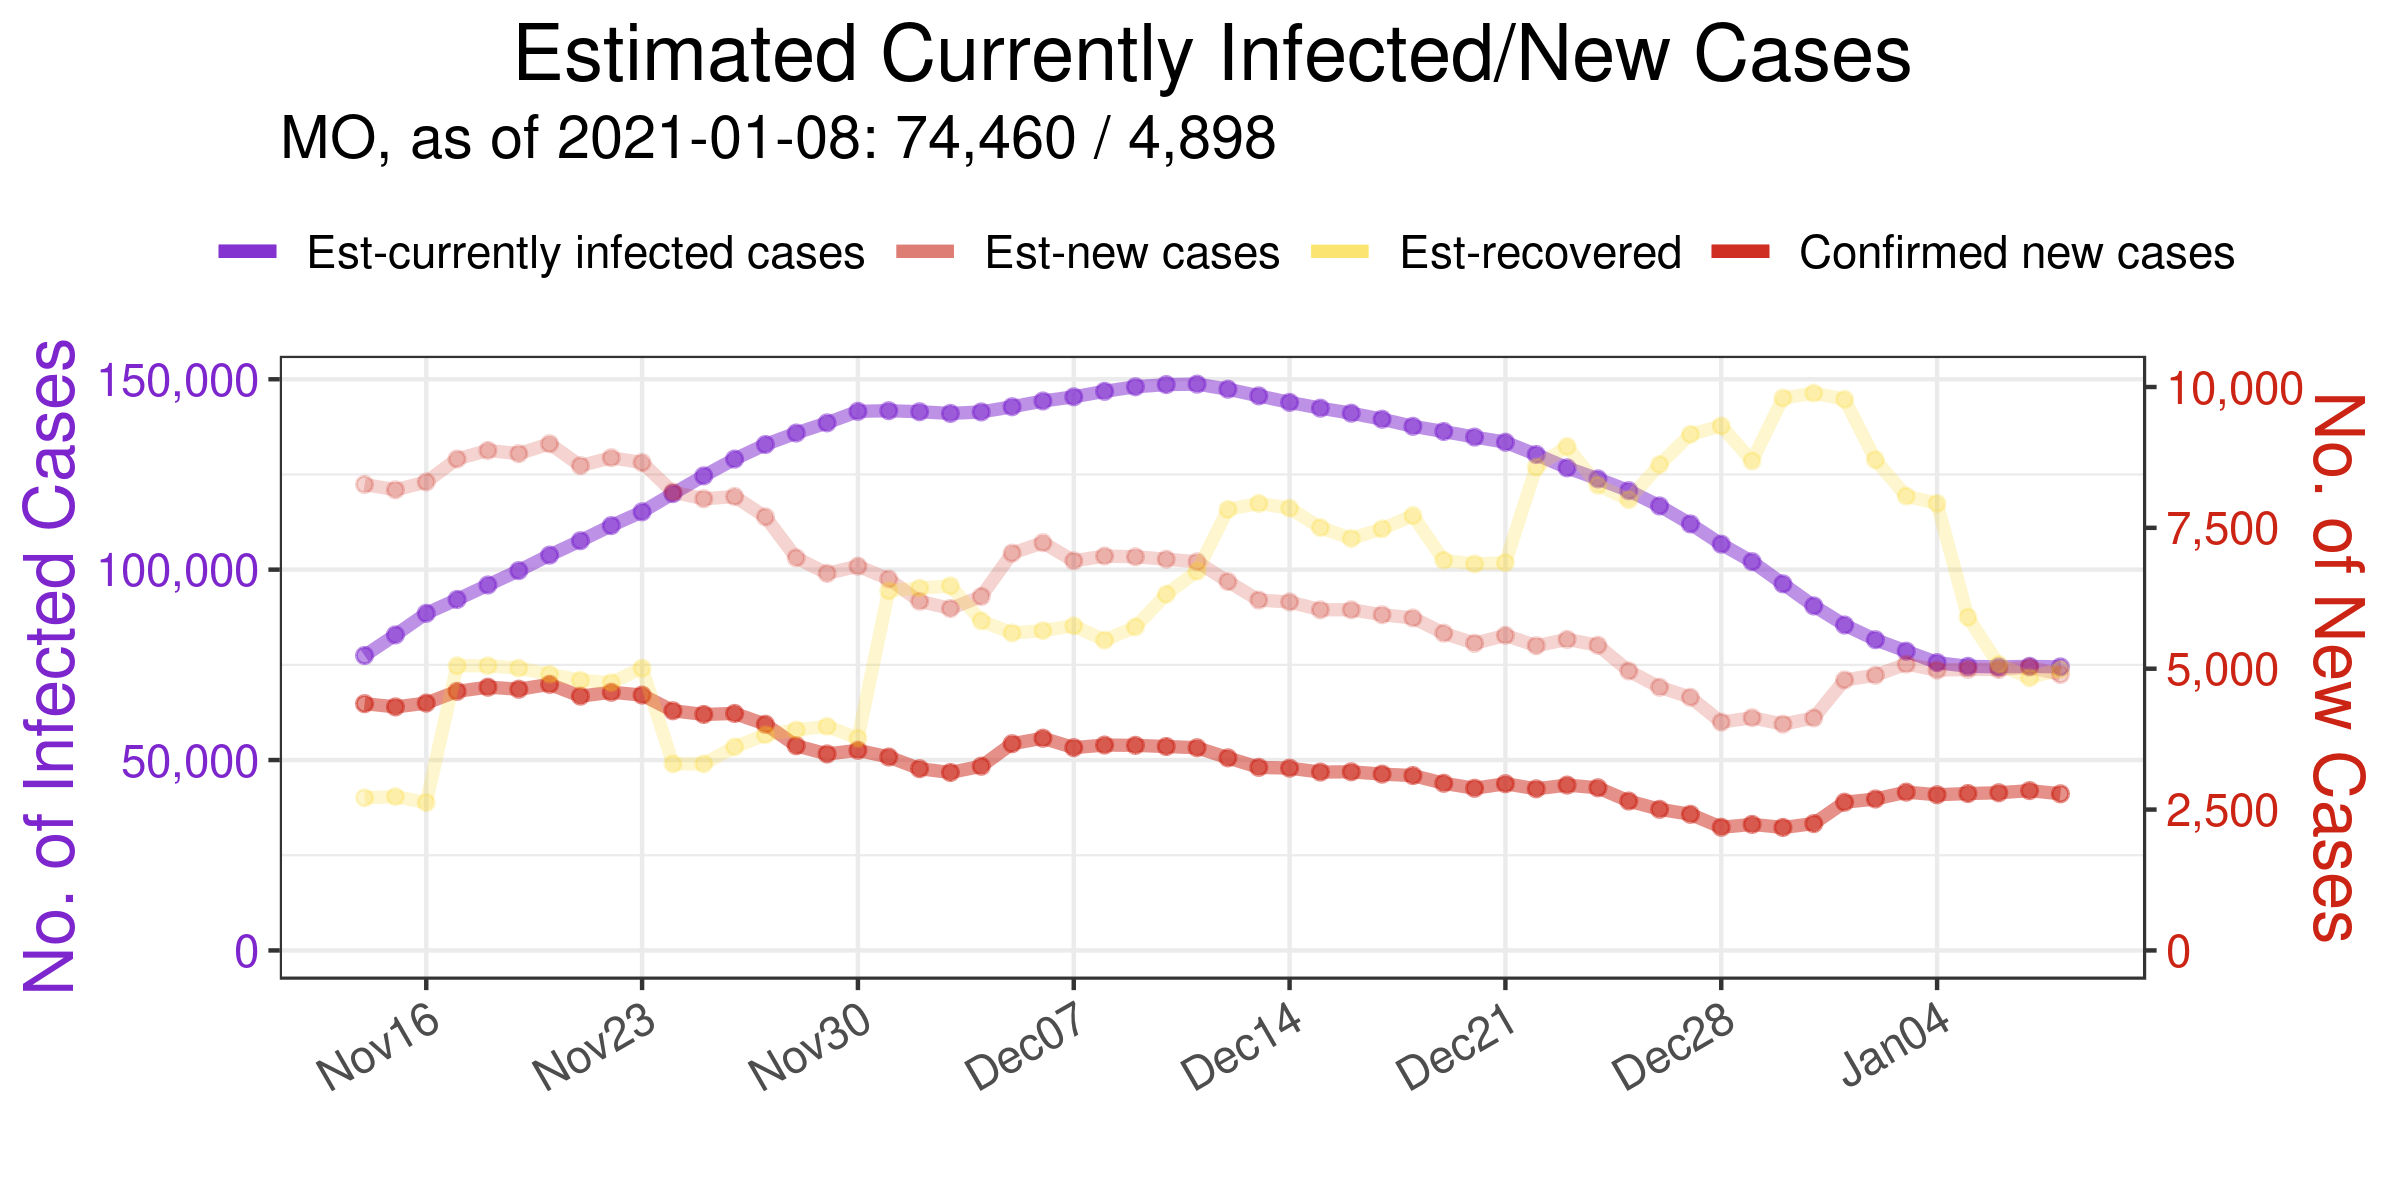 Estimated Currently Infected/New Cases
MO, as of 2021-01-08: 74,460 / 4,898
Est-currently infected cases Est-new cases Est-recovered Confirmed new cases
No. of Infected Cases
150,000
100,000
50,000
0
10,000
7,500
5,000
2,500
0
No. of New Cases
Nov16 Nov23 Nov30 Dec07 Dec14 Dec21 Dec28 Jan04